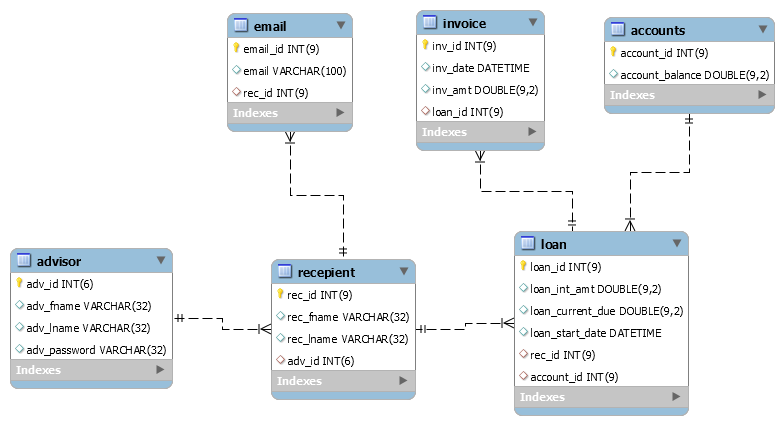 email
email_id INT(9)
email VARCHAR(100)
rec_id INT(9)
Indexes
invoice
inv_id INT(9)
inv_date DATETIME
inv_amt DOUBLE(9,2)
loan_id INT(9)
Indexes
accounts
account_id INT(9)
account_balance DOUBLE(9,2)
Indexes
advisor
adv_id INT(6)
adv_fname VARCHAR(32)
adv_lname VARCHAR(32)
adv_password VARCHAR(32)
Indexes
recepient
rec_id INT(9)
rec_fname VARCHAR(32)
rec_lname VARCHAR(32)
adv_id INT(6)
Indexes
loan
loan_id INT(9)
loan_int_amt DOUBLE(9,2)
loan_current_due DOUBLE(9,2)
loan_start_date DATETIME
rec_id INT(9)
account_id INT(9)
Indexes